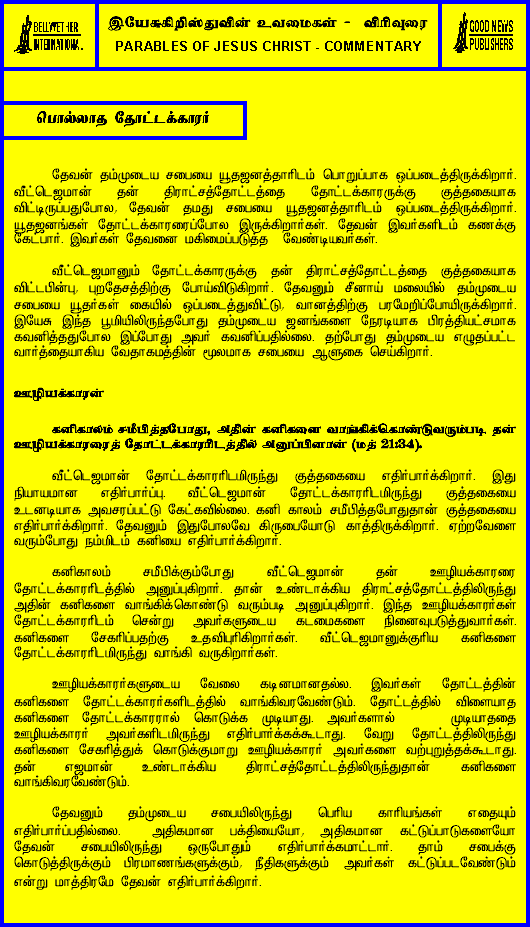 BELLWETHER
INTERNATIONAL
இயேசுகிறிஸ்துவின் உவமைகள் - விரிவுரை
PARABLES OF JESUS CHRIST - COMMENTARY
GOOD NEWS
PUBLISHERS
பொல்லாத தோட்டக்காரர்
தேவன் தம்முடைய சபையை யூதஜனத்தாரிடம் பொறுப்பாக ஒப்படைத்திருக்கிறார்.
வீட்டெஜமான் தன் திராட்சத்தோட்டத்தை தோட்டக்காரருக்கு குத்தகையாக
விட்டிருப்பதுபோல, தேவன் தமது சபையை யூதஜனத்தாரிடம் ஒப்படைத்திருக்கிறார்.
யூதஜனங்கள் தோட்டக்காரரைப்போல இருக்கிறார்கள். தேவன் இவர்களிடம் கணக்கு
கேட்பார். இவர்கள் தேவனை மகிமைப்படுத்த வேண்டியவர்கள்.
வீட்டெஜமானும் தோட்டக்காரருக்கு தன் திராட்சத்தோட்டத்தை குத்தகையாக
விட்டபின்பு, புறதேசத்திற்கு போய்விடுகிறார். தேவனும் சீனாய் மலையில் தம்முடைய
சபையை யூதர்கள் கையில் ஒப்படைத்துவிட்டு, வானத்திற்கு பரமேறிப்போயிருக்கிறார்.
இயேசு இந்த பூமியிலிருந்தபோது தம்முடைய ஜனங்களை நேரடியாக பிரத்தியட்சமாக
கவனித்ததுபோல இப்போது அவர் கவனிப்பதில்லை. தற்போது தம்முடைய எழுதப்பட்ட
வார்த்தையாகிய வேதாகமத்தின் மூலமாக சபையை ஆளுகை செய்கிறார்.
ஊழியக்காரன்
கனிகாலம் சமீபித்தபோது, அதின் கனிகளை வாங்கிக்கொண்டுவரும்படி, தன்
ஊழியக்காரரைத் தோட்டக்காரரிடத்தில் அனுப்பினான் (மத் 21:34).
வீட்டெஜமான் தோட்டக்காரரிடமிருந்து குத்தகையை எதிர்பார்க்கிறார். இது
நியாயமான எதிர்பார்ப்பு. வீட்டெஜமான் தோட்டக்காரரிடமிருந்து குத்தகையை
உடனடியாக அவசரப்பட்டு கேட்கவில்லை. கனி காலம் சமீபித்தபோதுதான் குத்தகையை
எதிர்பார்க்கிறார். தேவனும் இதுபோலவே கிருபையோடு காத்திருக்கிறார். ஏற்றவேளை
வரும்போது நம்மிடம் கனியை எதிர்பார்க்கிறார்.
கனிகாலம் சமீபிக்கும்போது வீட்டெஜமான் தன் ஊழியக்காரரை
தோட்டக்காரரிடத்தில் அனுப்புகிறார். தான் உண்டாக்கிய திராட்சத்தோட்டத்திலிருந்து
அதின் கனிகளை வாங்கிக்கொண்டு வரும்படி அனுப்புகிறார். இந்த ஊழியக்காரர்கள்
தோட்டக்காரரிடம் சென்று அவர்களுடைய கடமைகளை நினைவுபடுத்துவார்கள்.
கனிகளை சேகரிப்பதற்கு உதவிபுரிகிறார்கள். வீட்டெஜமானுக்குரிய கனிகளை
தோட்டக்காரரிடமிருந்து வாங்கி வருகிறார்கள்.
ஊழியக்காரர்களுடைய வேலை கடினமானதல்ல. இவர்கள் தோட்டத்தின்
கனிகளை தோட்டக்காரர்களிடத்தில் வாங்கிவரவேண்டும். தோட்டத்தில் விளையாத
கனிகளை தோட்டக்காரரால் கொடுக்க முடியாது. அவர்களால் முடியாததை
ஊழியக்காரர் அவர்களிடமிருந்து எதிர்பார்க்கக்கூடாது. வேறு தோட்டத்திலிருந்து
கனிகளை சேகரித்துக் கொடுக்குமாறு ஊழியக்காரர் அவர்களை வற்புறுத்தக்கூடாது.
தன் எஜமான் உண்டாக்கிய திராட்சத்தோட்டத்திலிருந்துதான் கனிகளை
வாங்கிவரவேண்டும்.
தேவனும் தம்முடைய சபையிலிருந்து பெரிய காரியங்கள் எதையும்
எதிர்பார்ப்பதில்லை. அதிகமான பக்தியையோ, அதிகமான கட்டுப்பாடுகளையோ
தேவன் சபையிலிருந்து ஒருபோதும் எதிர்பார்க்கமாட்டார். தாம் சபைக்கு
கொடுத்திருக்கும் பிரமாணங்களுக்கும், நீதிகளுக்கும் அவர்கள் கட்டுப்படவேண்டும்
என்று மாத்திரமே தேவன் எதிர்பார்க்கிறார்.